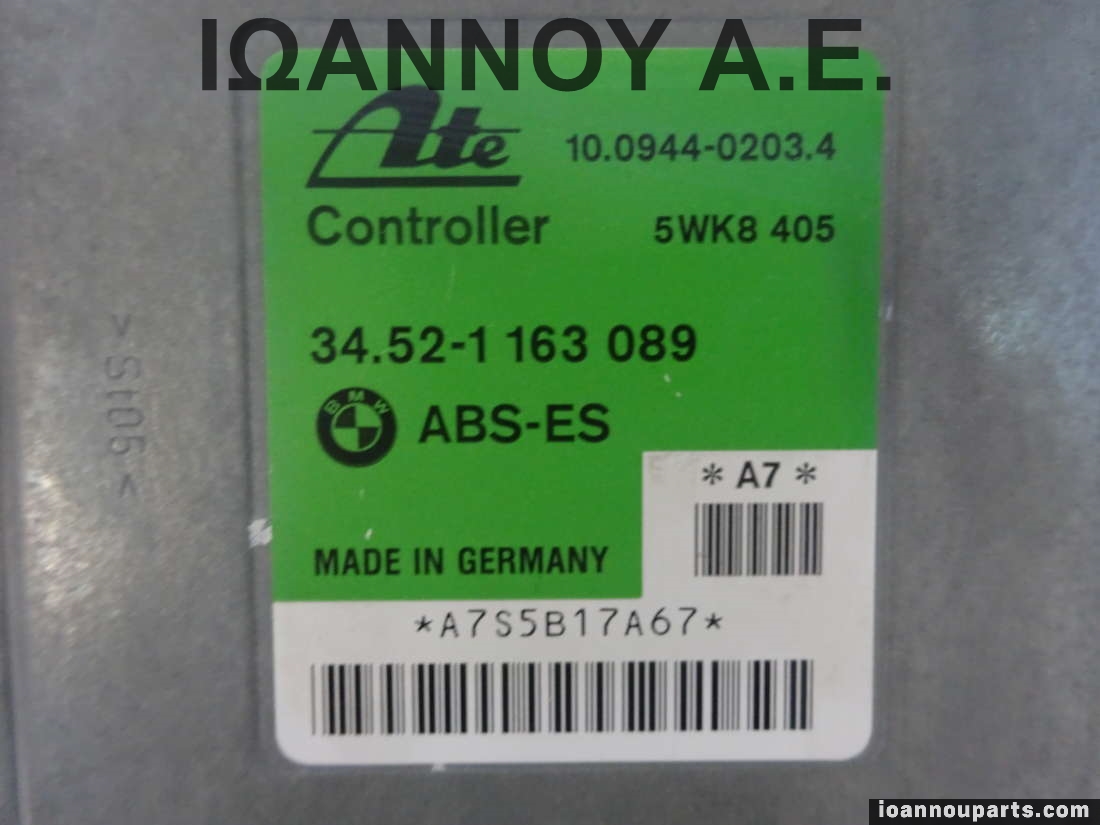 ΙΩΑΝΝΟΥ Α.Ε.
Ate 10.0944-0203.4
Controller 5WK8 405
34.52-1 163 089
BMW ABS-ES
* A7 *
MADE IN GERMANY
*A7S5B17A67*
ioannouparts.com